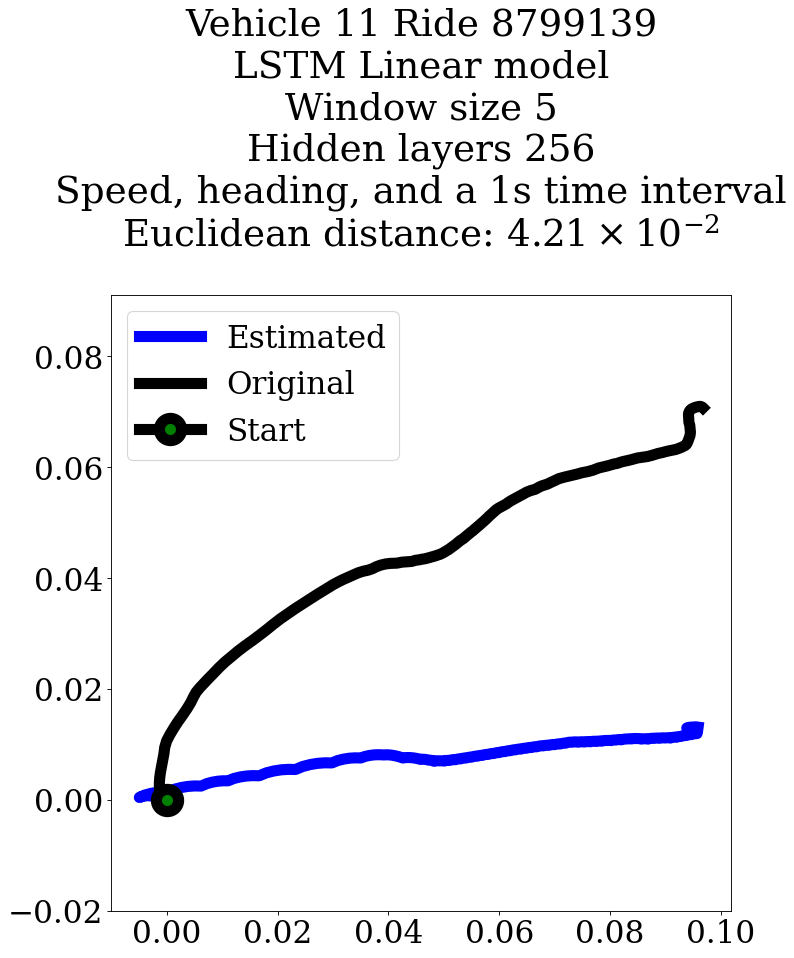 Vehicle 11 Ride 8799139
LSTM Linear model
Window size 5
Hidden layers 256
Speed, heading, and a 1s time interval
Euclidean distance: 4.21 × 10⁻²
Estimated
Original
Start
0.08
0.06
0.04
0.02
0.00
−0.02
0.00 0.02 0.04 0.06 0.08 0.10